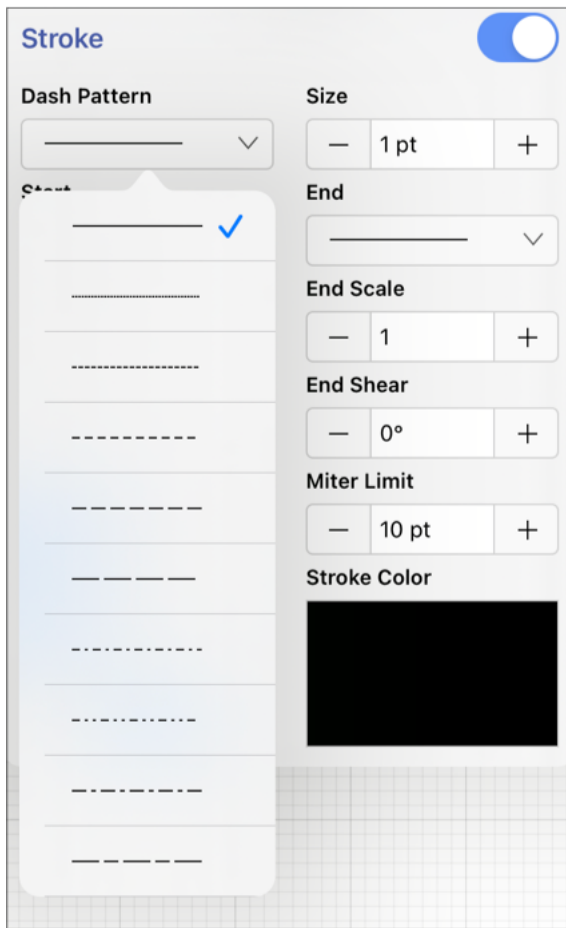 Stroke
Dash Pattern
Size
1 pt
Start
End
End Scale
1
End Shear
0°
Miter Limit
10 pt
Stroke Color